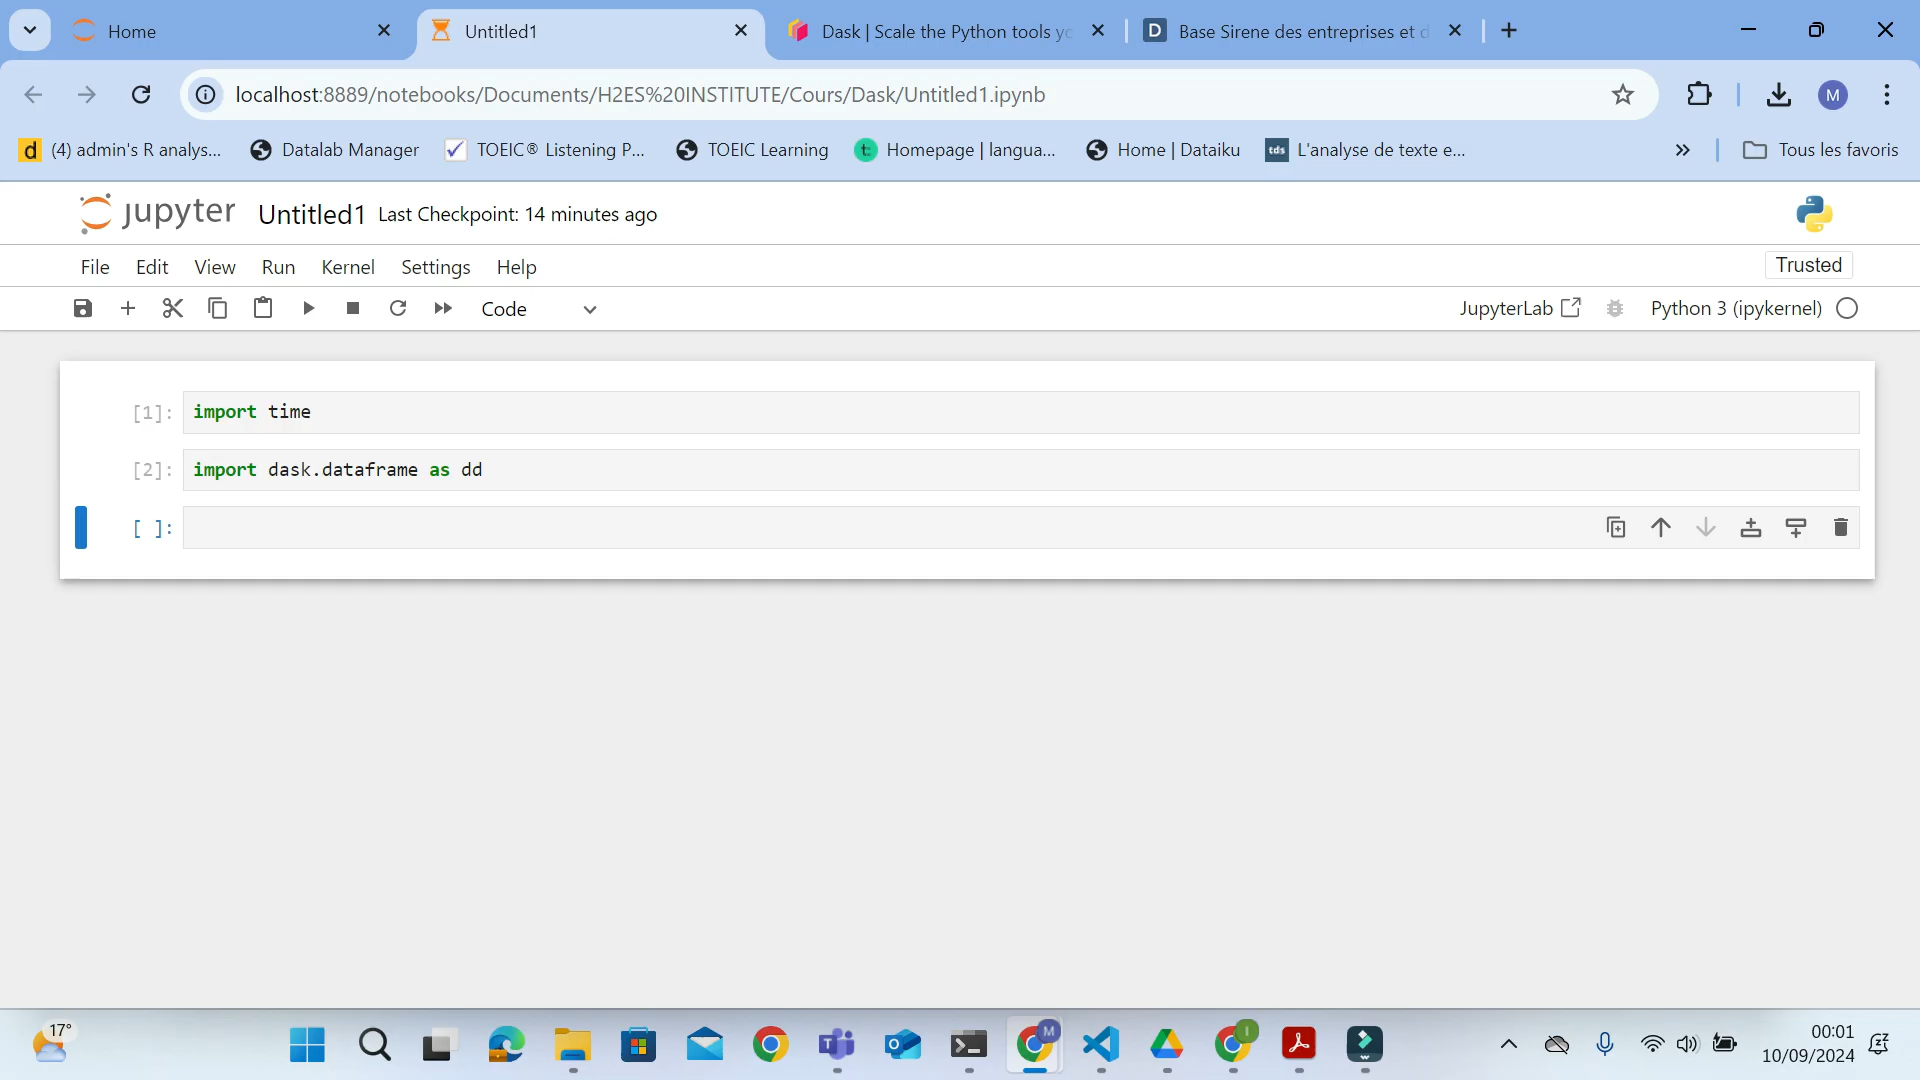 Home
Untitled1
Dask | Scale the Python tools yo
D Base Sirene des entreprises et d
localhost:8889/notebooks/Documents/H2ES%20INSTITUTE/Cours/Dask/Untitled1.ipynb
M
d (4) admin's R analys...
Datalab Manager
TOEIC® Listening P...
TOEIC Learning
t: Homepage | langua...
Home | Dataiku
tds L'analyse de texte e...
Tous les favoris
jupyter Untitled1 Last Checkpoint: 14 minutes ago
File Edit View Run Kernel Settings Help
Trusted
Code
JupyterLab
Python 3 (ipykernel)
[1]: import time
[2]: import dask.dataframe as dd
[ ]:
17°
M
I
00:01
10/09/2024